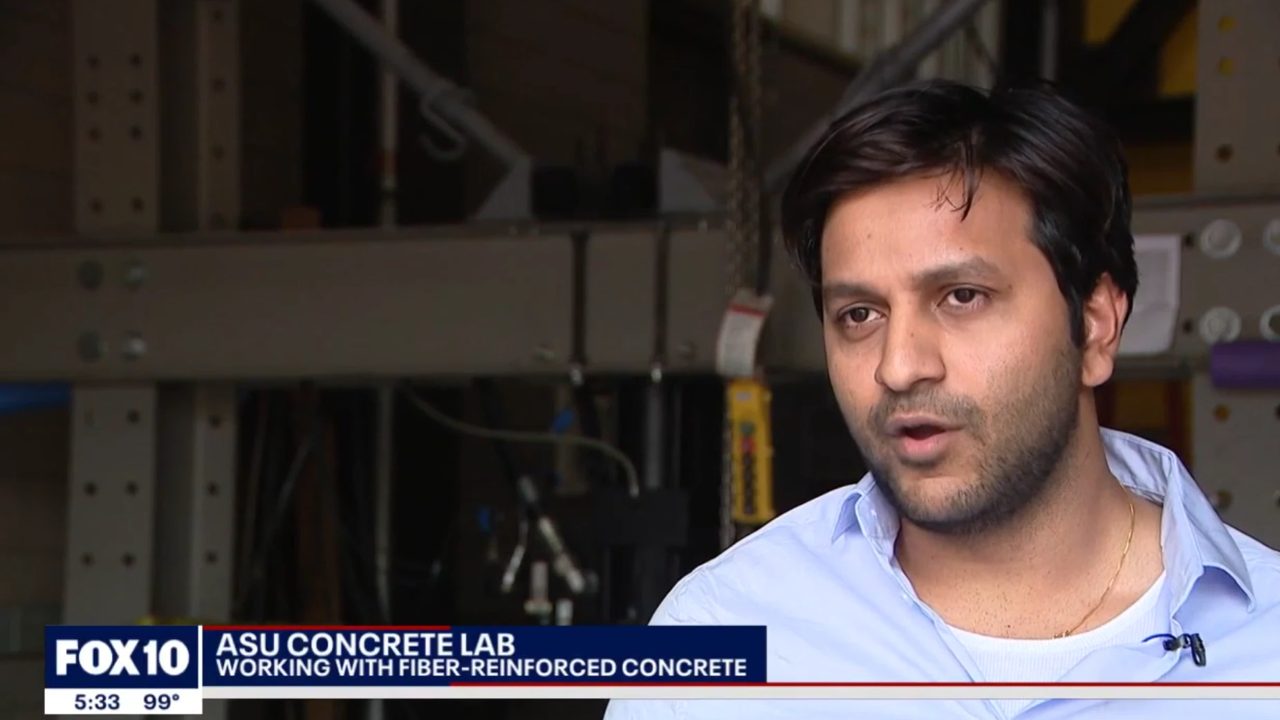 FOX 10
ASU CONCRETE LAB
WORKING WITH FIBER-REINFORCED CONCRETE
5:33 99°